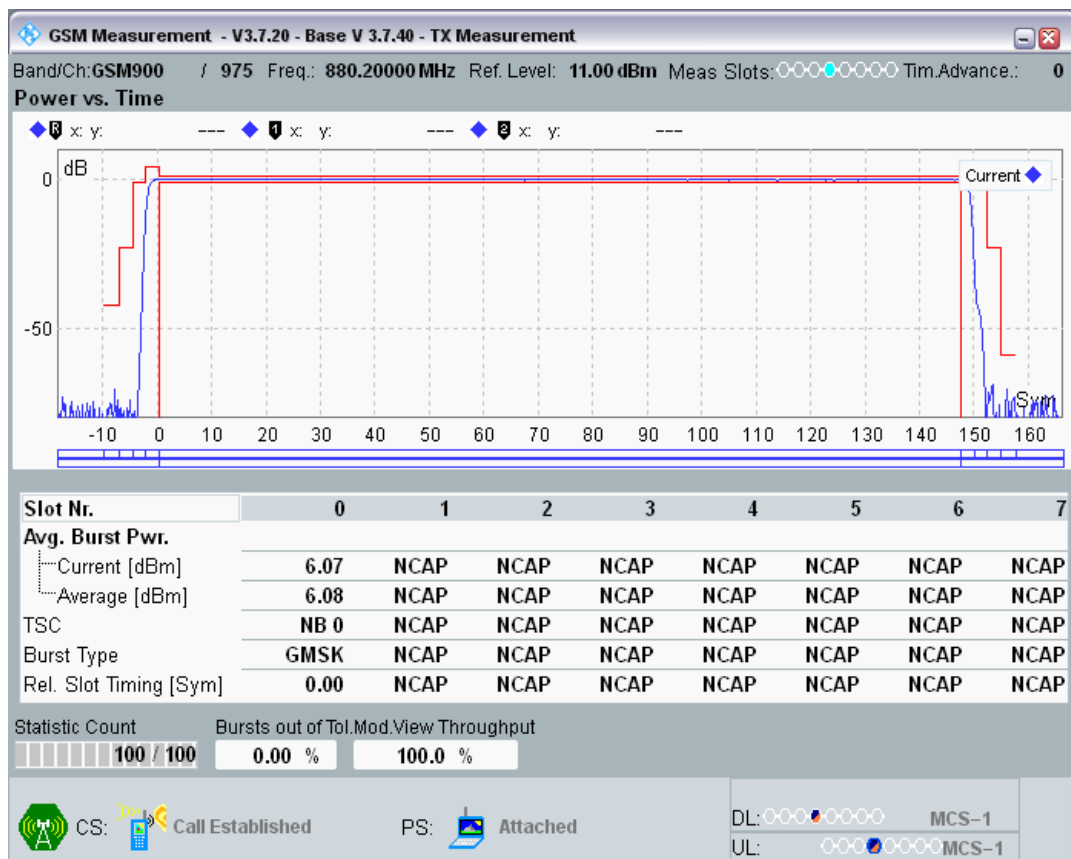 GSM Measurement - V3.7.20 - Base V 3.7.40 - TX Measurement
Band/Ch:GSM900 / 975 Freq.: 880.20000 MHz Ref. Level: 11.00 dBm Meas Slots: Tim.Advance.: 0
Power vs. Time
R x: y: --- 1 x: y: --- 2 x: y: ---
dB
0
Current
-50
Sym
-10 0 10 20 30 40 50 60 70 80 90 100 110 120 130 140 150 160
Slot Nr. 0 1 2 3 4 5 6 7
Avg. Burst Pwr.
Current [dBm] 6.07 NCAP NCAP NCAP NCAP NCAP NCAP NCAP
Average [dBm] 6.08 NCAP NCAP NCAP NCAP NCAP NCAP NCAP
TSC NB 0 NCAP NCAP NCAP NCAP NCAP NCAP NCAP
Burst Type GMSK NCAP NCAP NCAP NCAP NCAP NCAP NCAP
Rel. Slot Timing [Sym] 0.00 NCAP NCAP NCAP NCAP NCAP NCAP NCAP
Statistic Count Bursts out of Tol.Mod.View Throughput
100 / 100 0.00 % 100.0 %
CS: Call Established PS: Attached DL: MCS-1
UL: MCS-1